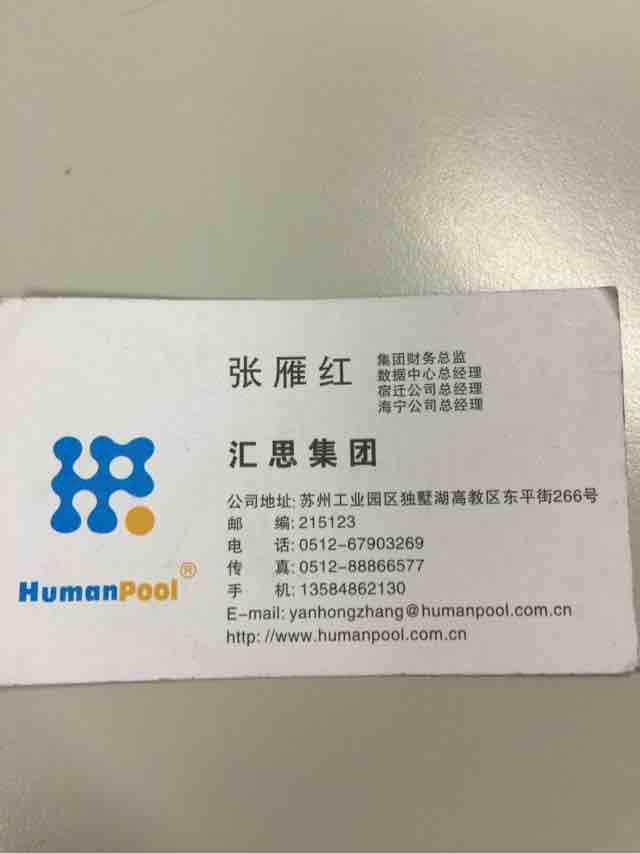 张雁红
集团财务总监
数据中心总经理
宿迁公司总经理
海宁公司总经理
汇思集团
公司地址: 苏州工业园区独墅湖高教区东平街266号
邮 编: 215123
电 话: 0512-67903269
传 真: 0512-88866577
手 机: 13584862130
E-mail: yanhongzhang@humanpool.com.cn
http: //www.humanpool.com.cn
HumanPool®